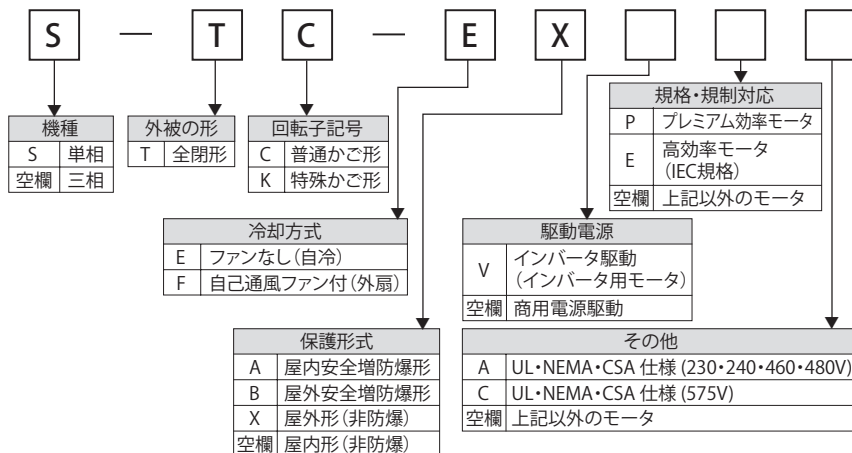 S — T C — E X
機種
S 単相
空欄 三相
外被の形
T 全閉形
回転子記号
C 普通かご形
K 特殊かご形
規格・規制対応
P プレミアム効率モータ
E 高効率モータ
(IEC規格)
空欄 上記以外のモータ
冷却方式
E ファンなし(自冷)
F 自己通風ファン付(外扇)
駆動電源
V インバータ駆動
(インバータ用モータ)
空欄 商用電源駆動
保護形式
A 屋内安全増防爆形
B 屋外安全増防爆形
X 屋外形(非防爆)
空欄 屋内形(非防爆)
その他
A UL・NEMA・CSA 仕様 (230・240・460・480V)
C UL・NEMA・CSA 仕様 (575V)
空欄 上記以外のモータ